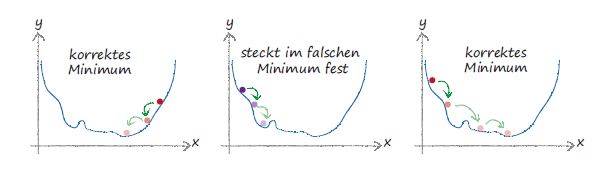 y
korrektes
Minimum
x
y
steckt im falschen
Minimum fest
x
y
korrektes
Minimum
x